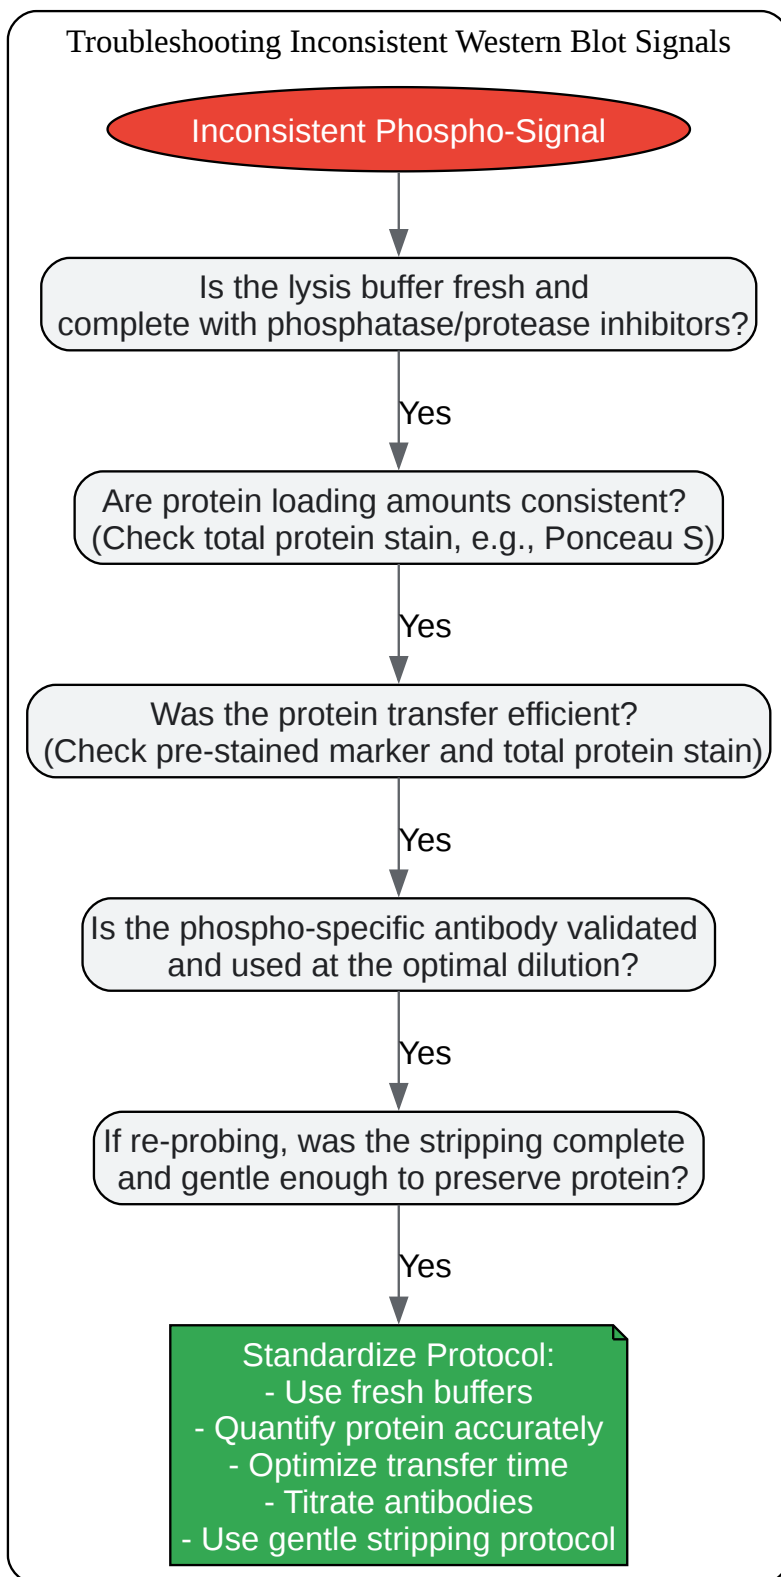 Troubleshooting Inconsistent Western Blot Signals
Inconsistent Phospho-Signal
Is the lysis buffer fresh and
complete with phosphatase/protease inhibitors?
Yes
Are protein loading amounts consistent?
(Check total protein stain, e.g., Ponceau S)
Yes
Was the protein transfer efficient?
(Check pre-stained marker and total protein stain)
Yes
Is the phospho-specific antibody validated
and used at the optimal dilution?
Yes
If re-probing, was the stripping complete
and gentle enough to preserve protein?
Yes
Standardize Protocol:
- Use fresh buffers
- Quantify protein accurately
- Optimize transfer time
- Titrate antibodies
- Use gentle stripping protocol